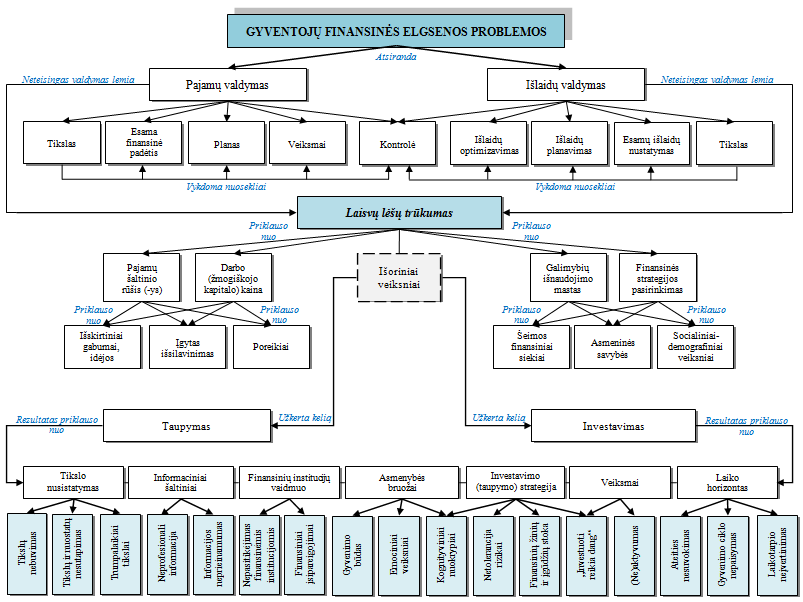 GYVENTOJŲ FINANSINĖS ELGSENOS PROBLEMOS
Atsiranda
Neteisingas valdymas lemia
Pajamų valdymas
Išlaidų valdymas
Neteisingas valdymas lemia
Tikslas
Esama
finansinė
padėtis
Planas
Veiksmai
Kontrolė
Išlaidų
optimizavimas
Išlaidų
planavimas
Esamų išlaidų
nustatymas
Tikslas
Vykdoma nuosekliai
Vykdoma nuosekliai
Laisvų lėšų trūkumas
Priklauso
nuo
Priklauso
nuo
Pajamų
šaltinio
rūšis (-ys)
Darbo
(žmogiškojo
kapitalo) kaina
Išoriniai
veiksniai
Galimybių
išnaudojimo
mastas
Finansinės
strategijos
pasirinkimas
Priklauso
nuo
Priklauso
nuo
Priklauso
nuo
Priklauso
nuo
Išskirtiniai
gabumai,
idėjos
Įgytas
išsilavinimas
Poreikiai
Šeimos
finansiniai
siekiai
Asmeninės
savybės
Socialiniai-
demografiniai
veiksniai
Rezultatas priklauso
nuo
Taupymas
Užkerta kelią
Užkerta kelią
Investavimas
Rezultatas priklauso
nuo
Tikslo
nusistatymas
Informaciniai
šaltiniai
Finansinių institucijų
vaidmuo
Asmenybės
bruožai
Investavimo
(taupymo) strategija
Veiksmai
Laiko
horizontas
Tikslų
nebuvimas
Tikslų ir nuostatų
nesutapimas
Trumpalaikiai
tikslai
Neprofesionali
informacija
Informacijos
neprieinamumas
Nepasitikėjimas
finansinėmis
institucijomis
Finansiniai
įsipareigojimai
Gyvenimo
būdas
Emociniai
veiksniai
Kognityviniai
nuokrypiai
Netolerancija
rizikai
Finansinių žinių
ir įgūdžių stoka
„Investuoti
reikia daug“
(Ne)aktyvumas
Ateities
nesuvokimas
Gyvenimo ciklo
nepaisymas
Laikotarpio
neįvertinimas